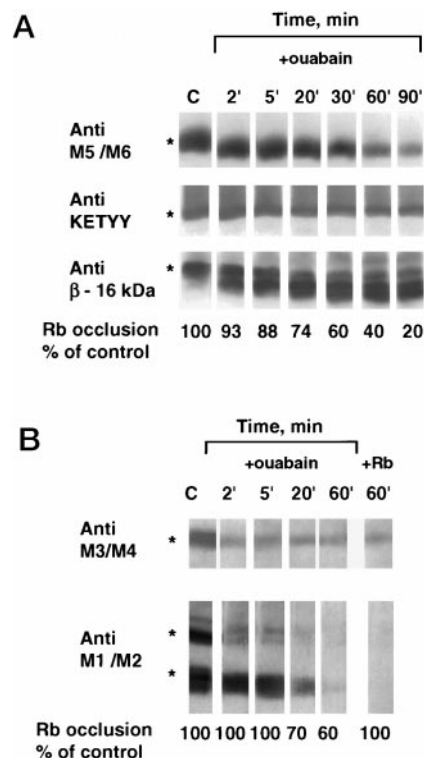 A
Time, min
+ouabain
C 2' 5' 20' 30' 60' 90'
Anti
M5 /M6 *
Anti
KETYY *
Anti *
β - 16 kDa
Rb occlusion 100 93 88 74 60 40 20
% of control
B
Time, min
+ouabain +Rb
C 2' 5' 20' 60' 60'
Anti
M3/M4 *
Anti *
M1 /M2 *
Rb occlusion 100 100 100 70 60 100
% of control